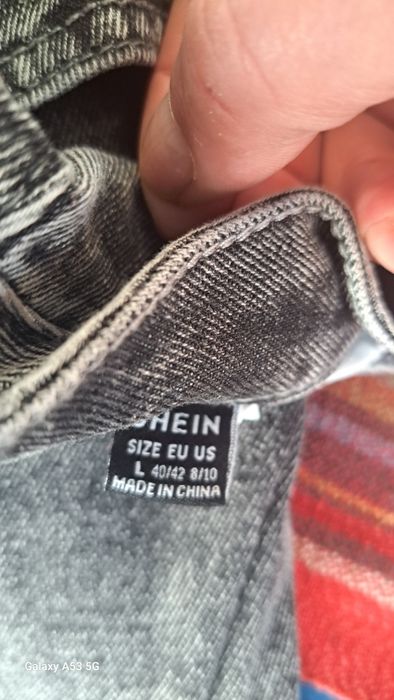 SHEIN
SIZE EU US
L 40/42 8/10
MADE IN CHINA
Galaxy A53 5G